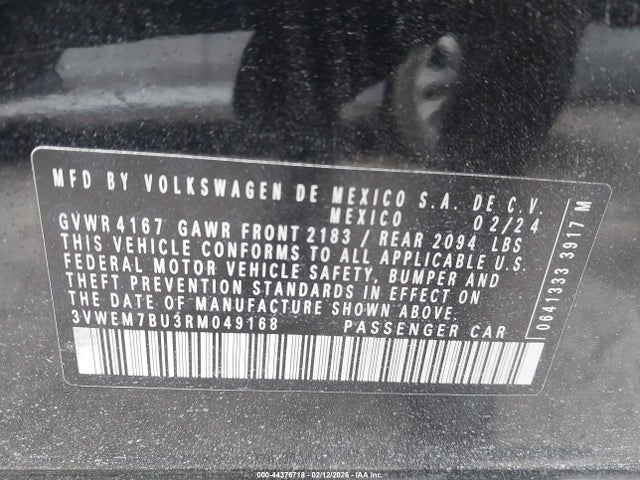 MFD BY VOLKSWAGEN DE MEXICO S.A. DE C.V.
MEXICO 02/24
GVWR 4167 GAWR FRONT 2183 / REAR 2094 LBS
THIS VEHICLE CONFORMS TO ALL APPLICABLE U.S.
FEDERAL MOTOR VEHICLE SAFETY, BUMPER AND
THEFT PREVENTION STANDARDS IN EFFECT ON
THE DATE OF MANUFACTURE SHOWN ABOVE.
3VWEM7BU3RM049168 PASSENGER CAR
0641333 3917 M
000-44376718 - 02/12/2026 - IAAI.COM